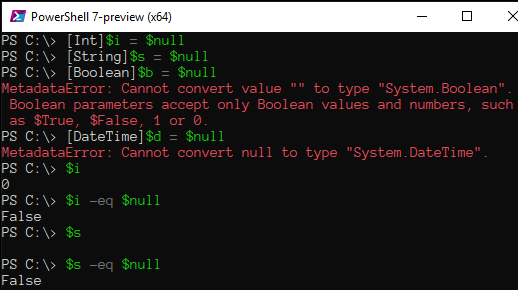 PowerShell 7-preview (x64)
PS C:\> [Int]$i = $null
PS C:\> [String]$s = $null
PS C:\> [Boolean]$b = $null
MetadataError: Cannot convert value "" to type "System.Boolean".
Boolean parameters accept only Boolean values and numbers, such
as $True, $False, 1 or 0.
PS C:\> [DateTime]$d = $null
MetadataError: Cannot convert null to type "System.DateTime".
PS C:\> $i
0
PS C:\> $i -eq $null
False
PS C:\> $s
PS C:\> $s -eq $null
False